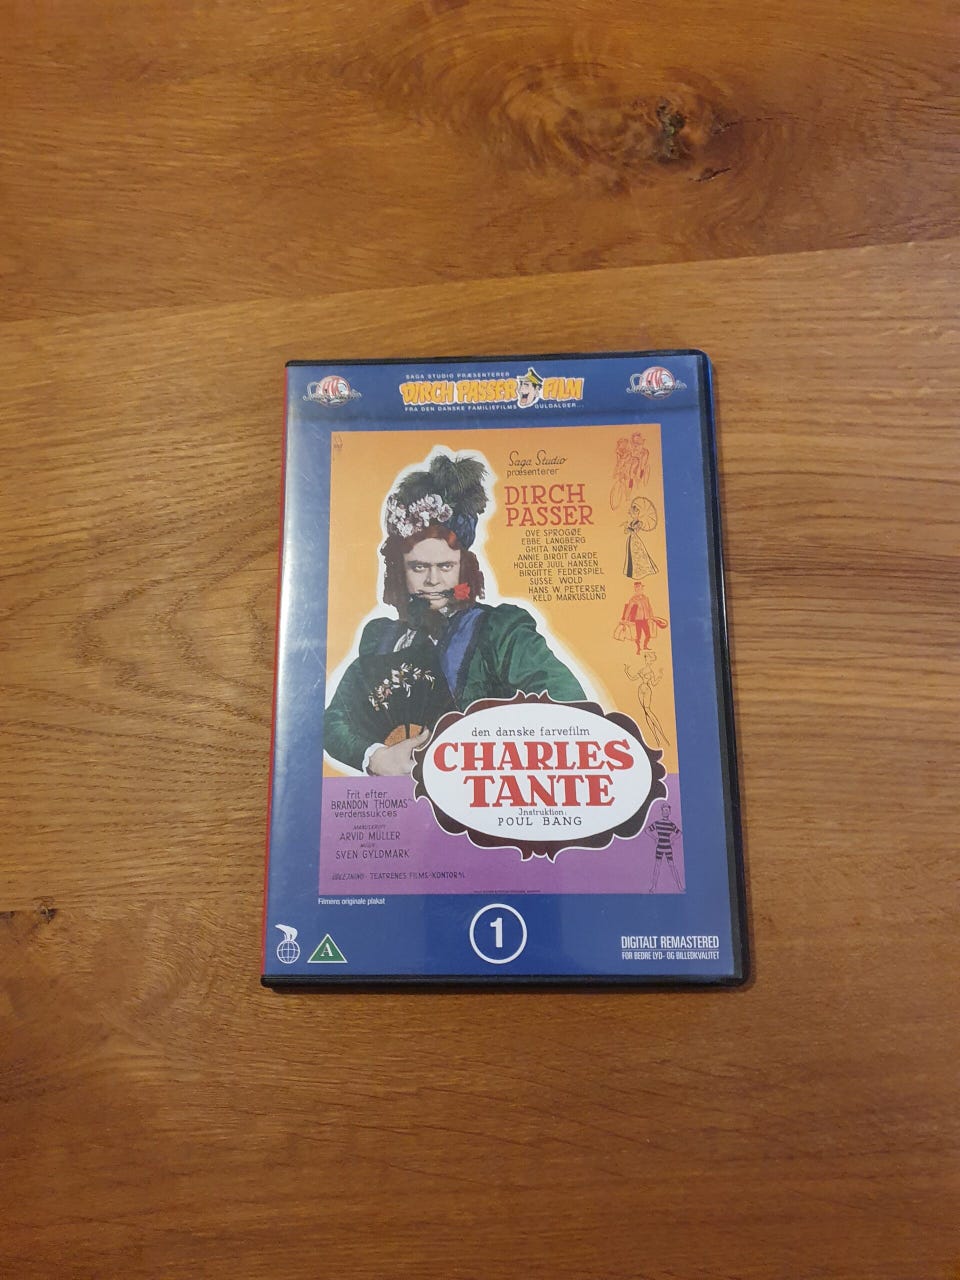 SAGA STUDIO PRÆSENTERER
DIRCH PASSER FILM
FRA DEN DANSKE FAMILIEFILMS GULDALDER...
Saga Studio
præsenterer
DIRCH
PASSER
OVE SPROGØE
EBBE LANGBERG
GHITA NØRBY
ANNIE BIRGIT GARDE
HOLGER JUUL HANSEN
BIRGITTE FEDERSPIEL
SUSSE WOLD
HANS W. PETERSEN
KELD MARKUSLUND
den danske farvefilm
CHARLES
TANTE
Instruktion:
POUL BANG
Frit efter
BRANDON THOMAS'
verdenssukces
MANUSKRIPT
ARVID MÜLLER
MUSIK
SVEN GYLDMARK
UDLEJNING: TEATRENES FILMS-KONTOR A/S
Filmens originale plakat
A
1
DIGITALT REMASTERED
FOR BEDRE LYD- OG BILLEDKVALITET